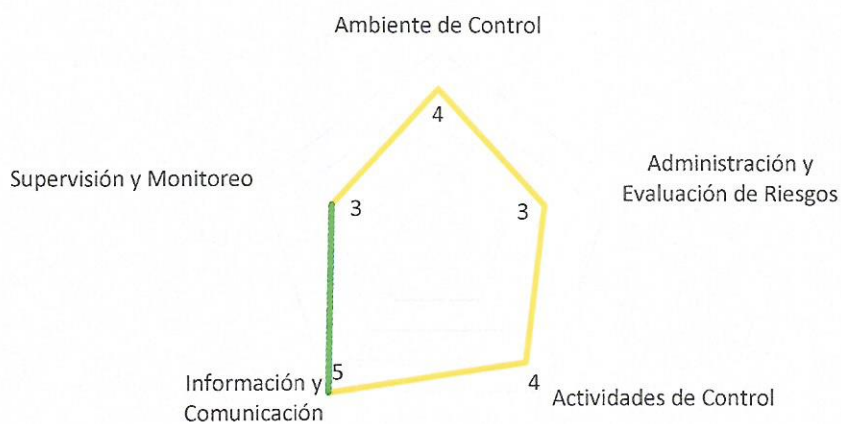 Ambiente de Control
4
Supervisión y Monitoreo
3
3
Administración y
Evaluación de Riesgos
5
Información y
Comunicación
4
Actividades de Control